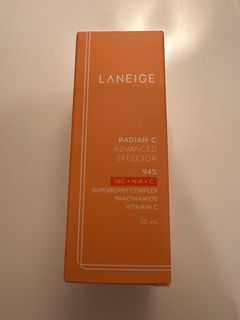 LANEIGE
RADIAN-C
ADVANCED
EFFECTOR
94%
SBC • NIA • C
SUPERBERRY COMPLEX
NIACINAMIDE
VITAMIN C
30 mL